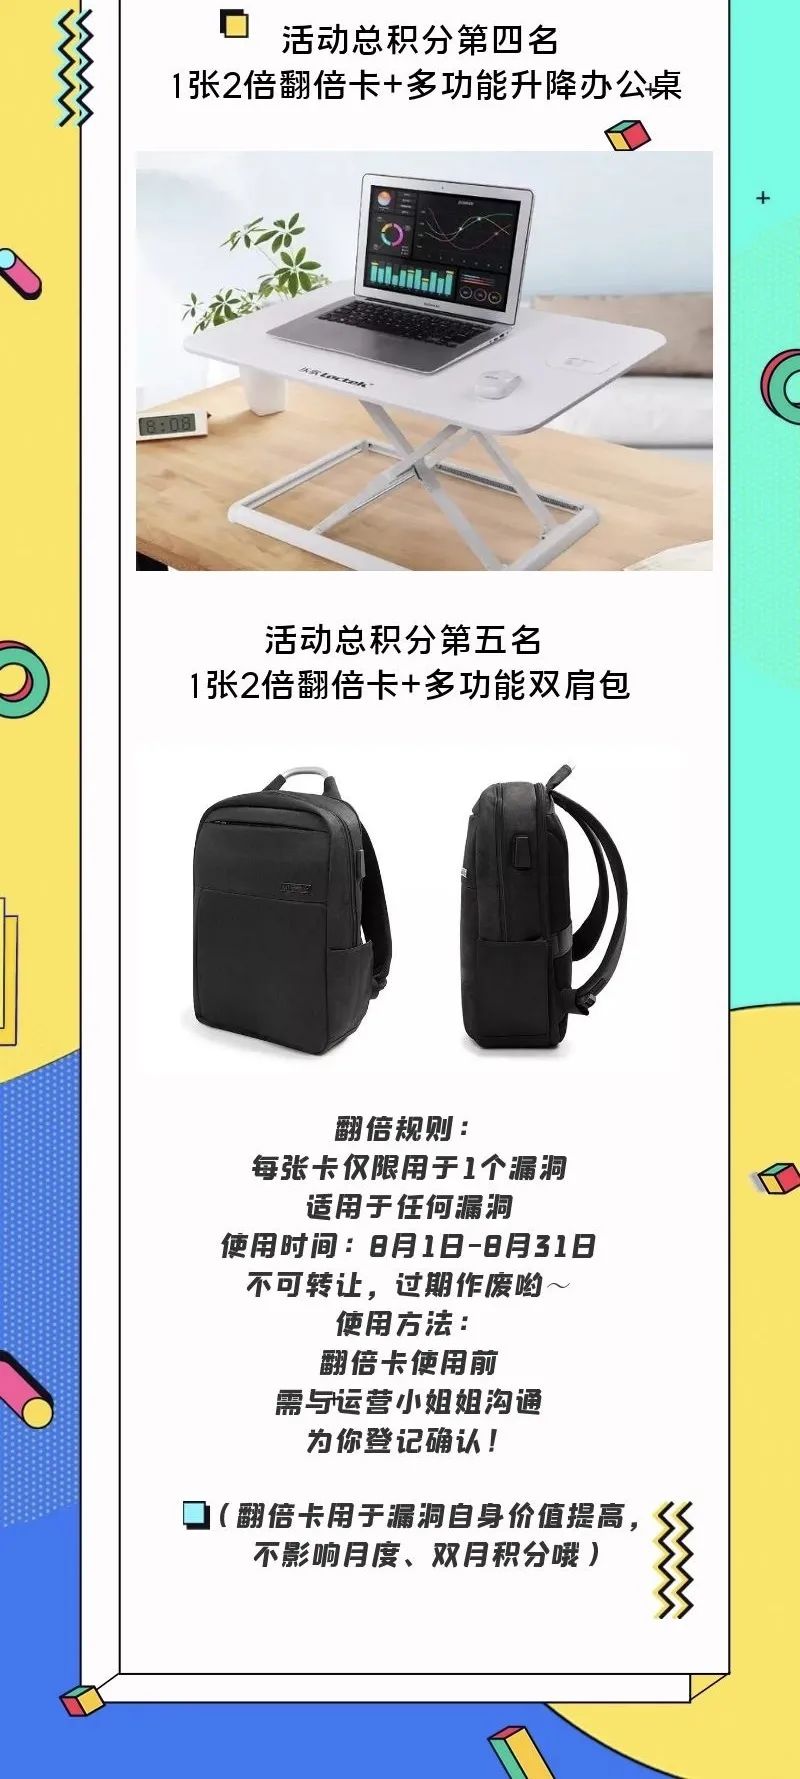 活动总积分第四名
1张2倍翻倍卡+多功能升降办公桌
乐歌Loctek
8:08
活动总积分第五名
1张2倍翻倍卡+多功能双肩包
翻倍规则：
每张卡仅限用于1个漏洞
适用于任何漏洞
使用时间：8月1日-8月31日
不可转让，过期作废哟～
使用方法：
翻倍卡使用前
需与运营小姐姐沟通
为你登记确认！
（翻倍卡用于漏洞自身价值提高，
不影响月度、双月积分哦）